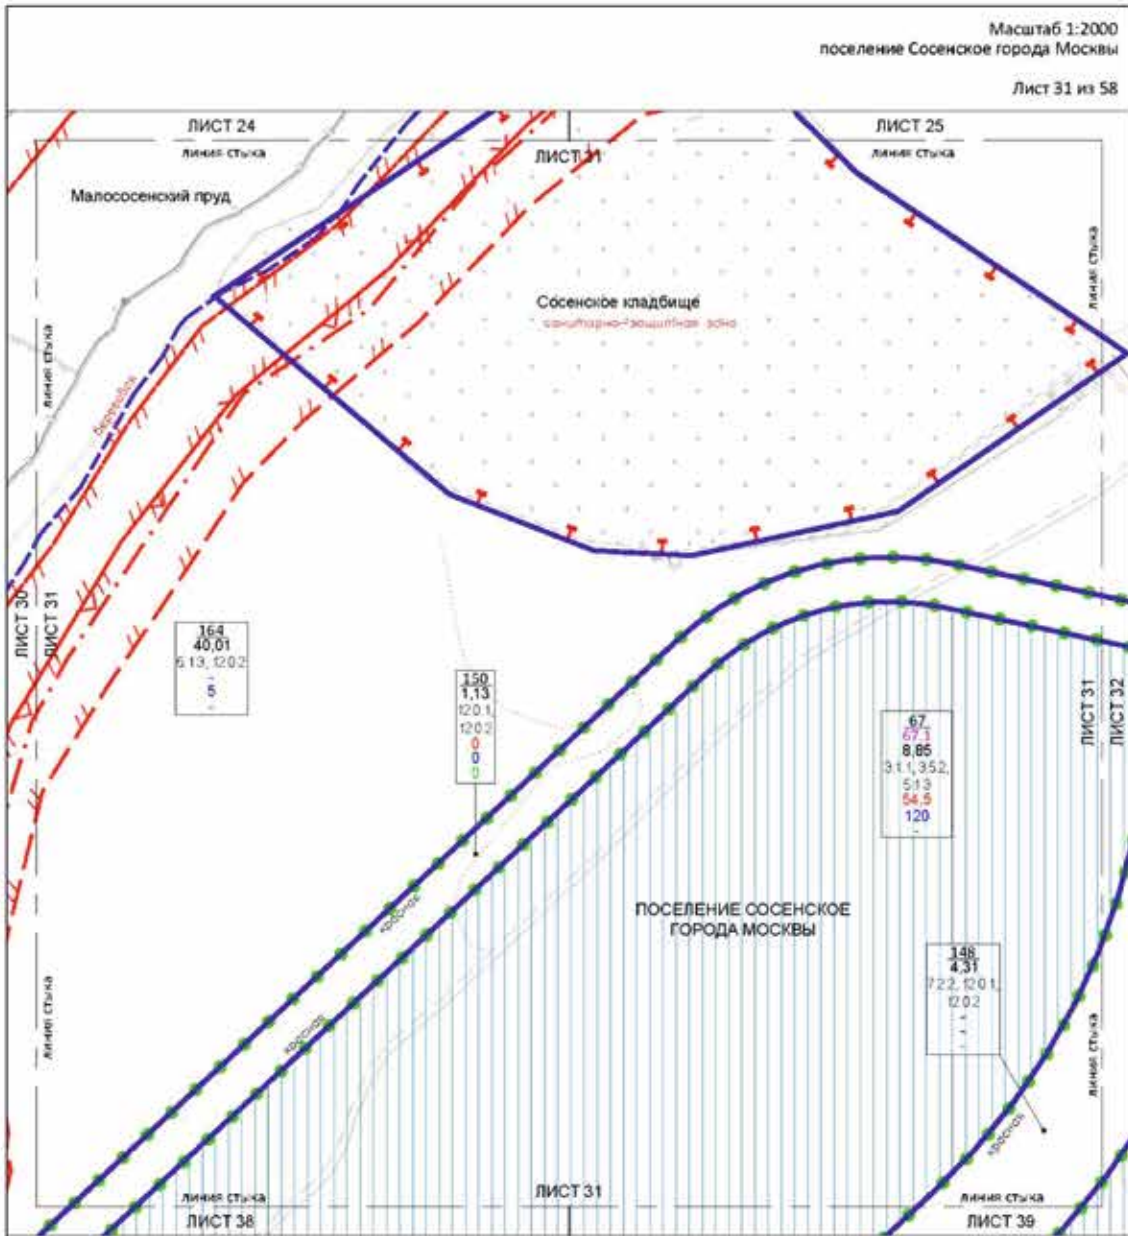 Масштаб 1:2000
поселение Сосенское города Москвы
Лист 31 из 58
ЛИСТ 24
ЛИСТ 25
линия стыка
ЛИСТ 31
линия стыка
Малососенский пруд
линия стыка
Сосенское кладбище
санитарно-защитная зона
линия стыка
береговая
ЛИСТ 30
ЛИСТ 31
164
40,01
5.1.3, 12.0.2
-
5
-
150
1,13
12.0.1,
12.0.2
0
0
0
ЛИСТ 31
ЛИСТ 32
67
67.1
8,85
3.1.1, 3.5.2,
5.1.3
54,5
120
-
ПОСЕЛЕНИЕ СОСЕНСКОЕ
ГОРОДА МОСКВЫ
красная
148
4,31
7.2.2, 12.0.1,
12.0.2
-
-
-
линия стыка
красная
линия стыка
красная
линия стыка
ЛИСТ 31
линия стыка
ЛИСТ 38
ЛИСТ 39